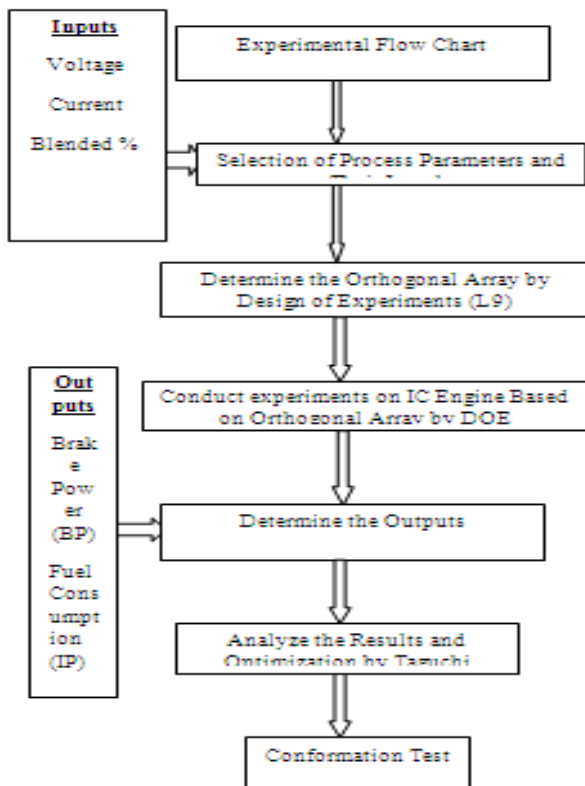 Inputs
Voltage
Current
Blended %
Experimental Flow Chart
Selection of Process Parameters and
Determine the Orthogonal Array by
Design of Experiments (L9)
Conduct experiments on IC Engine Based
on Orthogonal Array by DOE
Out
puts
Brak
e
Pow
er
(BP)
Fuel
Cons
umpt
ion
(IP)
Determine the Outputs
Analyze the Results and
Optimization by Taguchi
Conformation Test